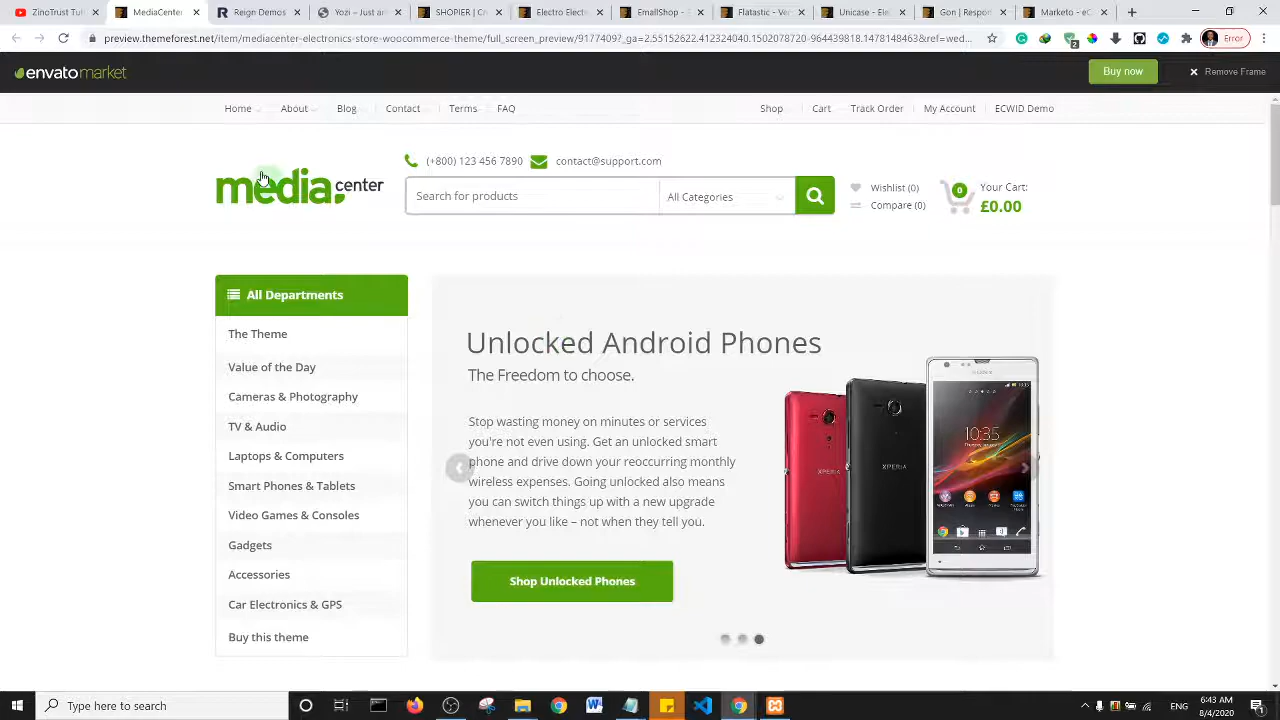 ZinoTrust Tut
MediaCenter
Reign Demos
Yozi – Just an
SHOPER | Cr
Electro Elect
EmallShop -
Flatastic - Ve
Unicase - Ele
Gon | Respon
Marketo - eC
preview.themeforest.net/item/mediacenter-electronics-store-woocommerce-theme/full_screen_preview/9177409?_ga=2.55152622.412324040.1502078720-964439818.1478148463&ref=wed...
2
Error
envatomarket
Buy now
Remove Frame
Home
About
Blog
Contact
Terms
FAQ
Shop
Cart
Track Order
My Account
ECWID Demo
media.center
(+800) 123 456 7890
contact@support.com
Search for products
All Categories
Wishlist (0)
Compare (0)
0
Your Cart:
£0.00
All Departments
The Theme
Value of the Day
Cameras & Photography
TV & Audio
Laptops & Computers
Smart Phones & Tablets
Video Games & Consoles
Gadgets
Accessories
Car Electronics & GPS
Buy this theme
Unlocked Android Phones
The Freedom to choose.
Stop wasting money on minutes or services
you're not even using. Get an unlocked smart
phone and drive down your reoccurring monthly
wireless expenses. Going unlocked also means
you can switch things up with a new upgrade
whenever you like – not when they tell you.
Shop Unlocked Phones
XPERIA
XPERIA
SONY
10:35
Type here to search
ENG
6:43 AM
8/4/2020